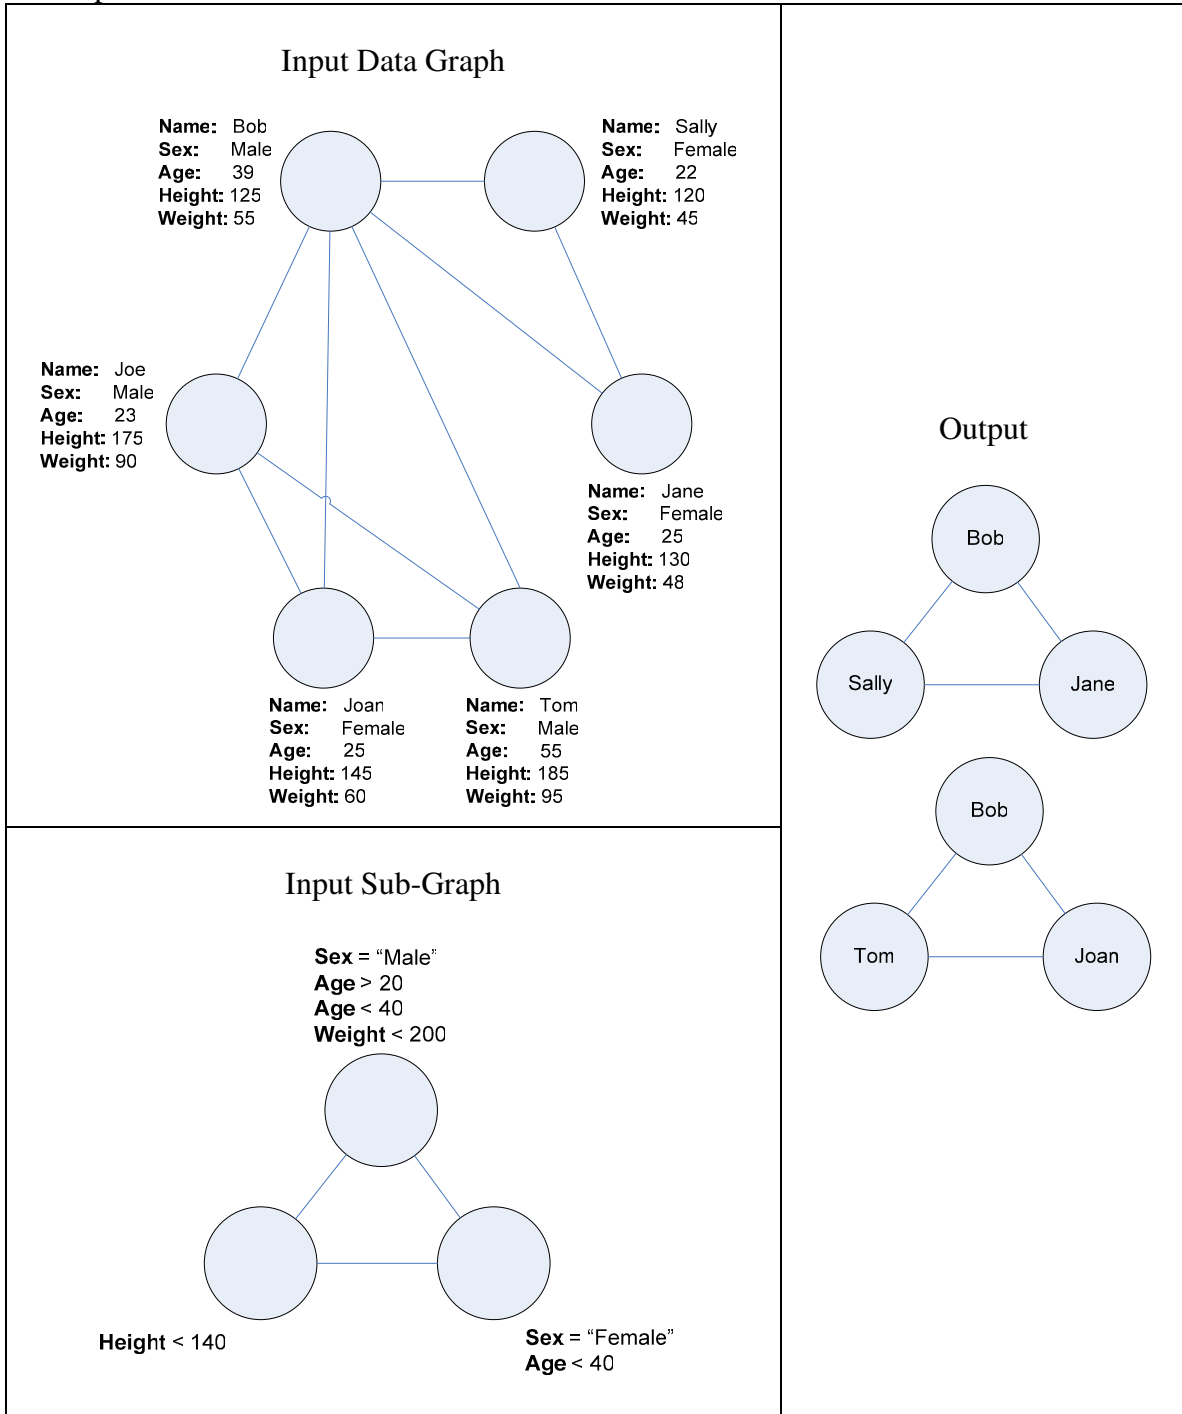 Input Data Graph
Name: Bob
Sex: Male
Age: 39
Height: 125
Weight: 55
Name: Sally
Sex: Female
Age: 22
Height: 120
Weight: 45
Name: Joe
Sex: Male
Age: 23
Height: 175
Weight: 90
Name: Jane
Sex: Female
Age: 25
Height: 130
Weight: 48
Name: Joan
Sex: Female
Age: 25
Height: 145
Weight: 60
Name: Tom
Sex: Male
Age: 55
Height: 185
Weight: 95
Input Sub-Graph
Sex = “Male”
Age > 20
Age < 40
Weight < 200
Height < 140
Sex = “Female”
Age < 40
Output
Bob
Sally
Jane
Bob
Tom
Joan